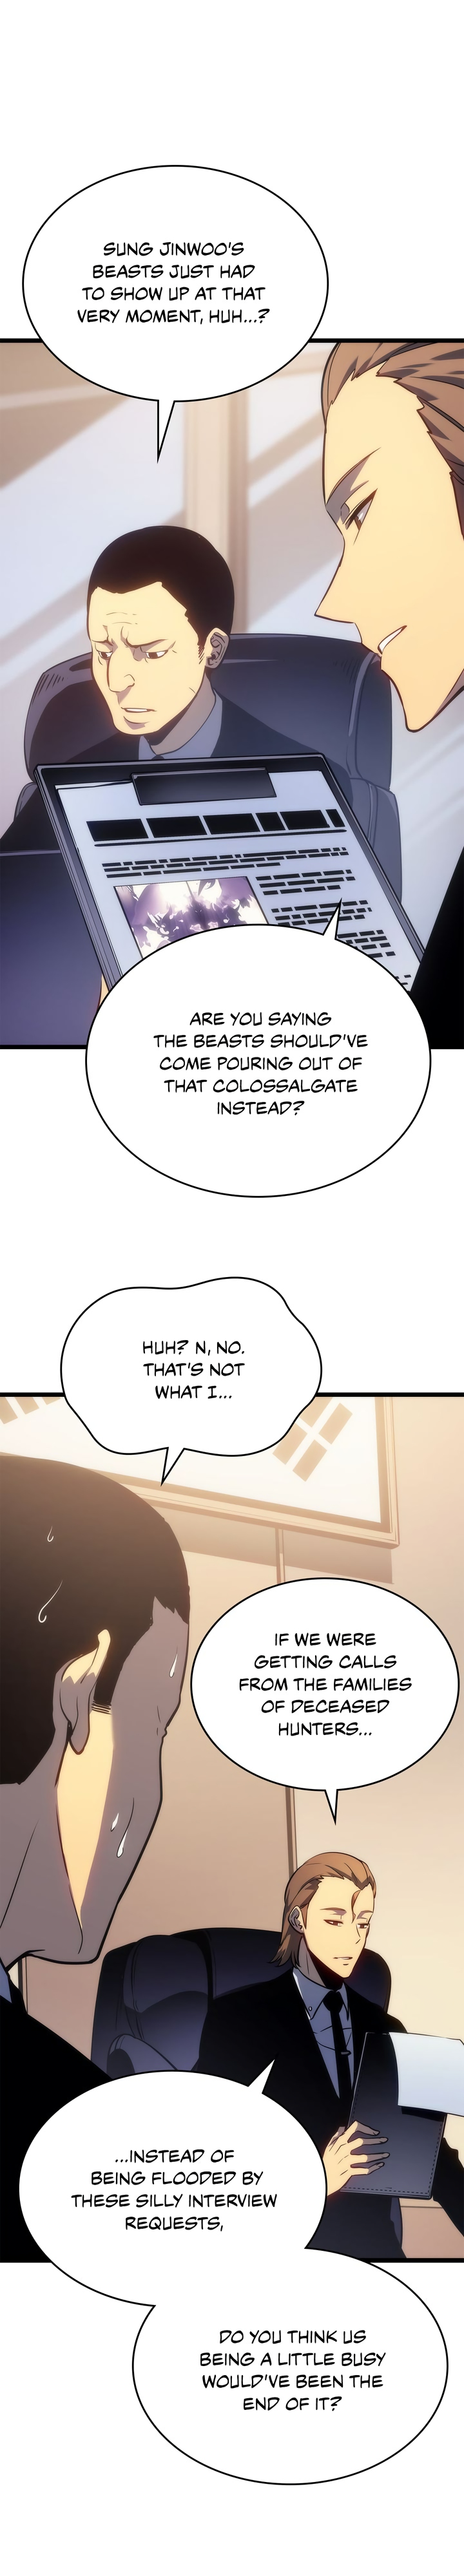 SUNG JINWOO'S
BEASTS JUST HAD
TO SHOW UP AT THAT
VERY MOMENT, HUH...?
ARE YOU SAYING
THE BEASTS SHOULD'VE
COME POURING OUT OF
THAT COLOSSALGATE
INSTEAD?
HUH? N, NO.
THAT'S NOT
WHAT I...
IF WE WERE
GETTING CALLS
FROM THE FAMILIES
OF DECEASED
HUNTERS...
...INSTEAD OF
BEING FLOODED BY
THESE SILLY INTERVIEW
REQUESTS,
DO YOU THINK US
BEING A LITTLE BUSY
WOULD'VE BEEN THE
END OF IT?